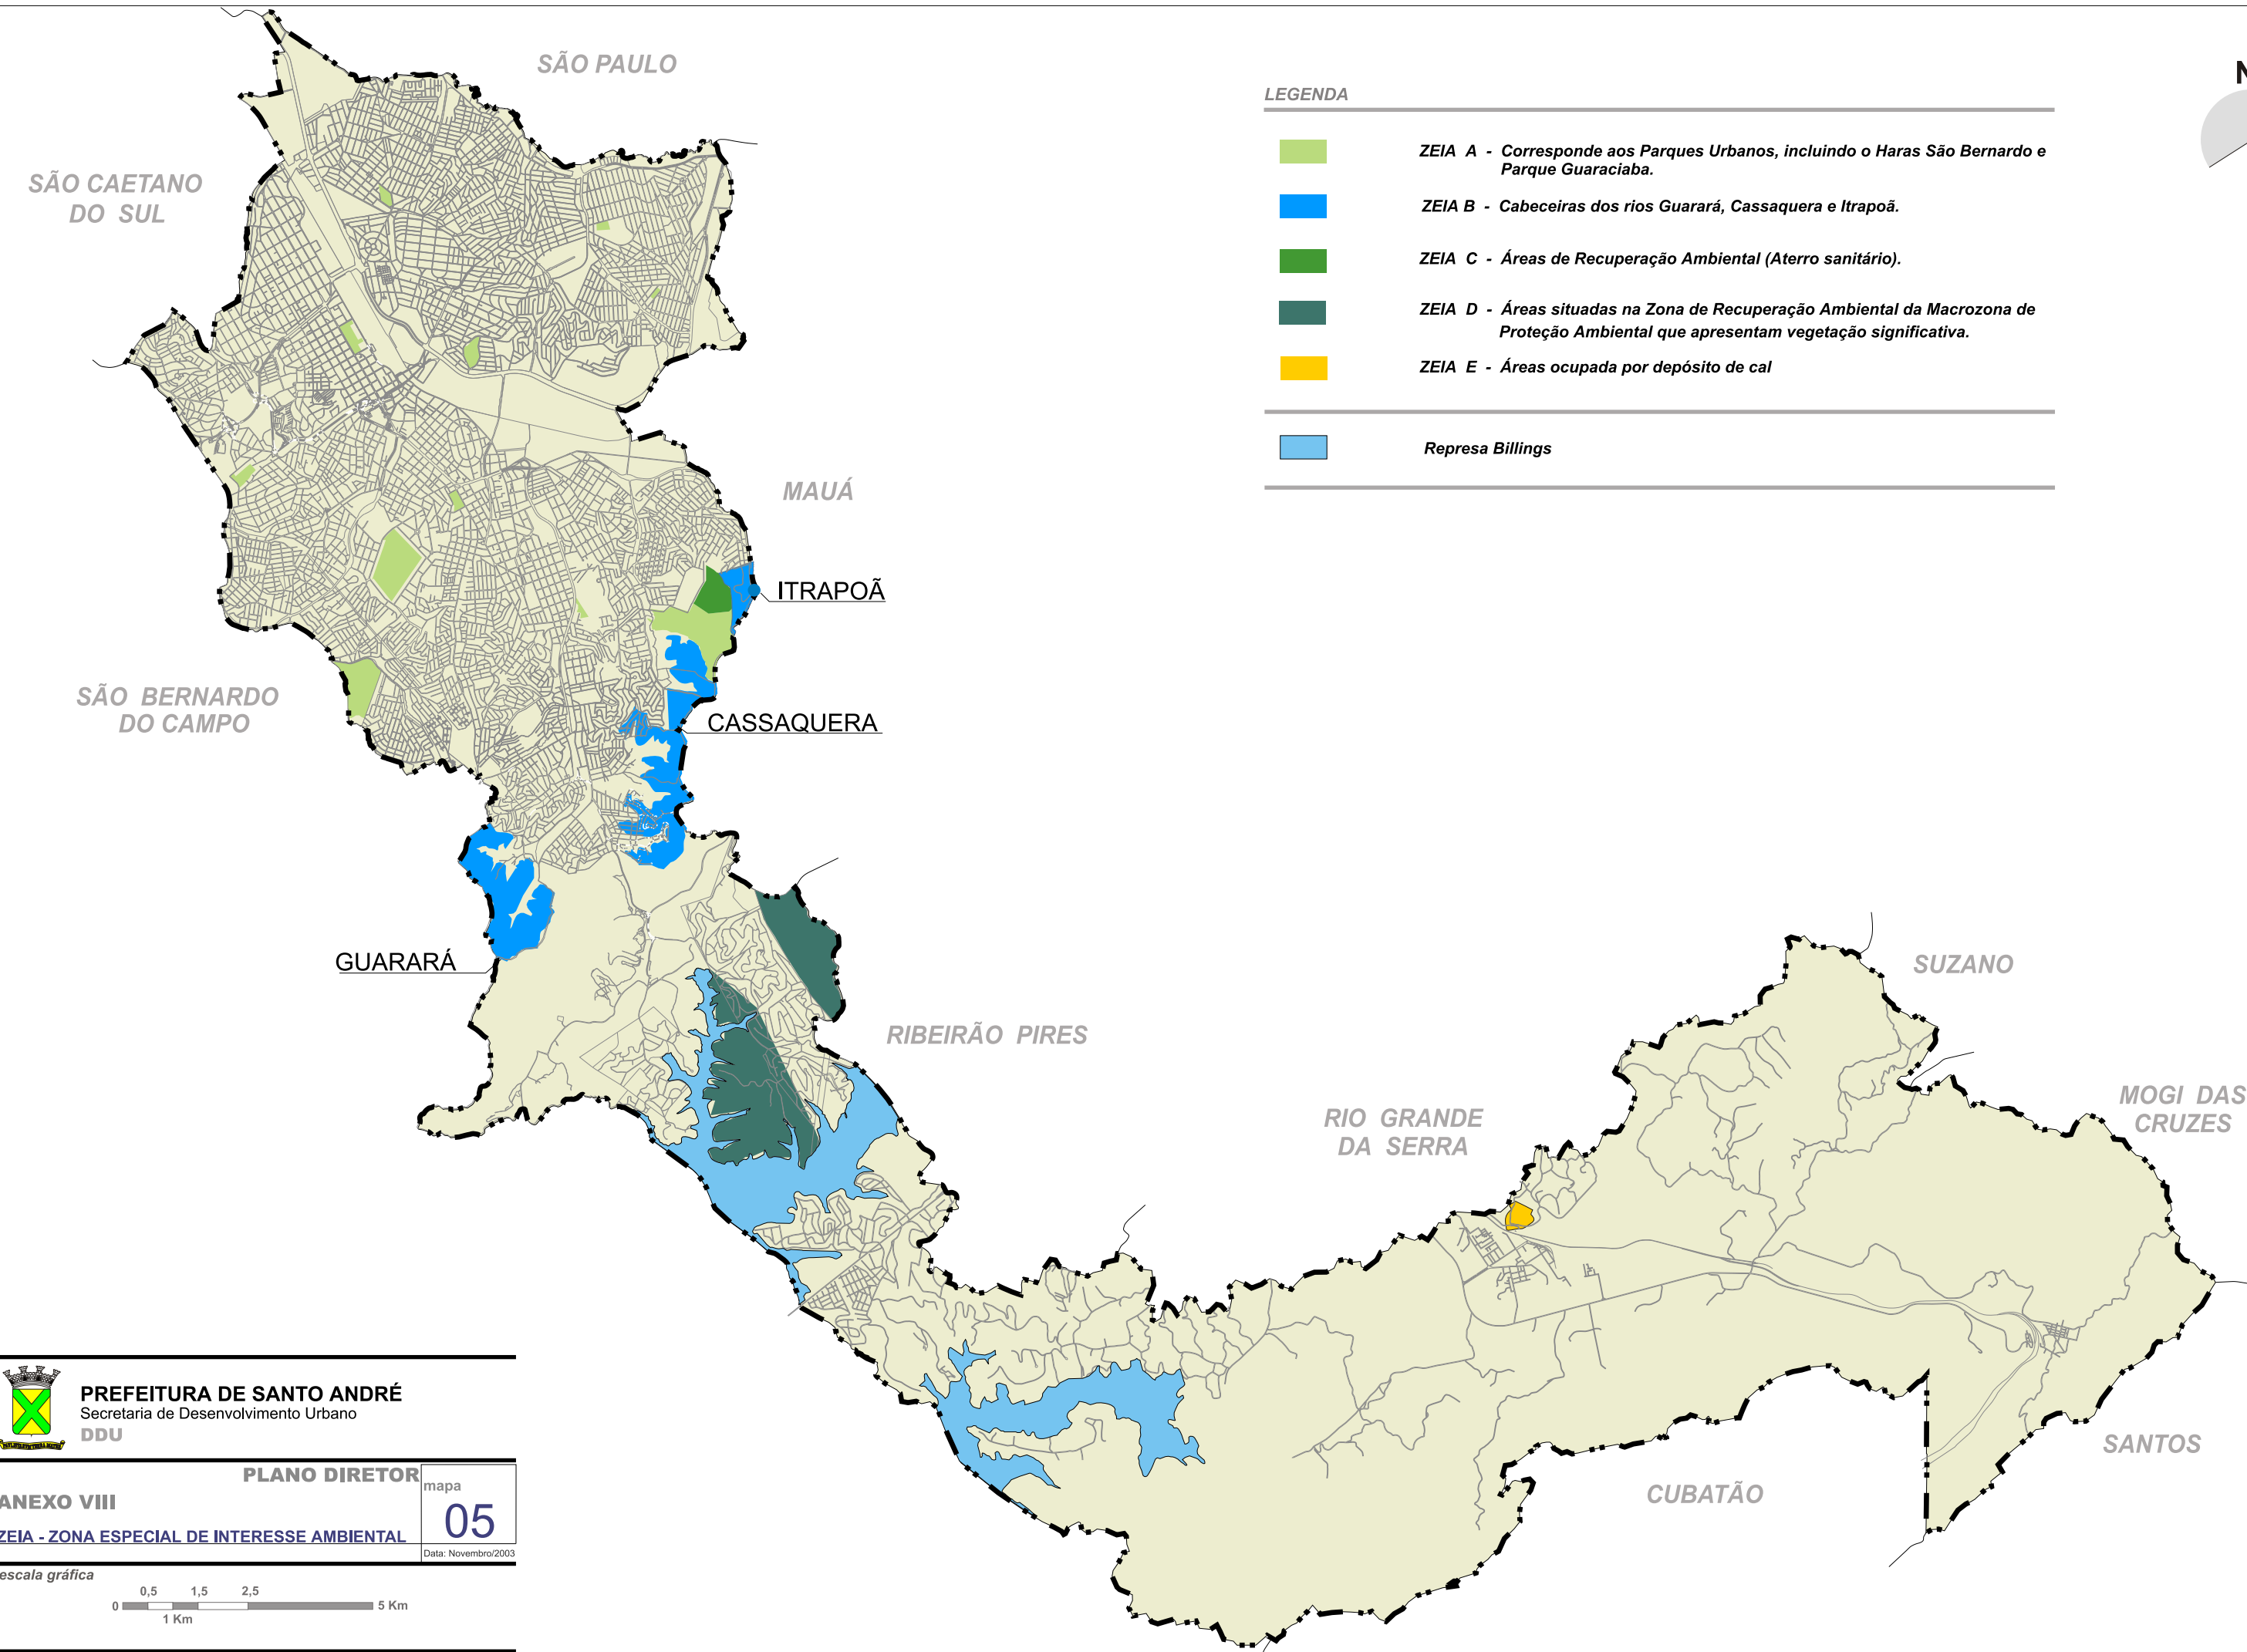 SÃO PAULO
SÃO CAETANO
DO SUL
MAUÁ
ITRAPOÃ
SÃO BERNARDO
DO CAMPO
CASSAQUERA
GUARARÁ
RIBEIRÃO PIRES
RIO GRANDE
DA SERRA
SUZANO
MOGI DAS
CRUZES
SANTOS
CUBATÃO
LEGENDA
ZEIA A - Corresponde aos Parques Urbanos, incluindo o Haras São Bernardo e
Parque Guaraciaba.
ZEIA B - Cabeceiras dos rios Guarará, Cassaquera e Itrapoã.
ZEIA C - Áreas de Recuperação Ambiental (Aterro sanitário).
ZEIA D - Áreas situadas na Zona de Recuperação Ambiental da Macrozona de
Proteção Ambiental que apresentam vegetação significativa.
ZEIA E - Áreas ocupada por depósito de cal
Represa Billings
N
PREFEITURA DE SANTO ANDRÉ
Secretaria de Desenvolvimento Urbano
DDU
PLANO DIRETOR
ANEXO VIII
ZEIA - ZONA ESPECIAL DE INTERESSE AMBIENTAL
mapa
05
Data: Novembro/2003
escala gráfica
0,5 1,5 2,5
0 5 Km
1 Km